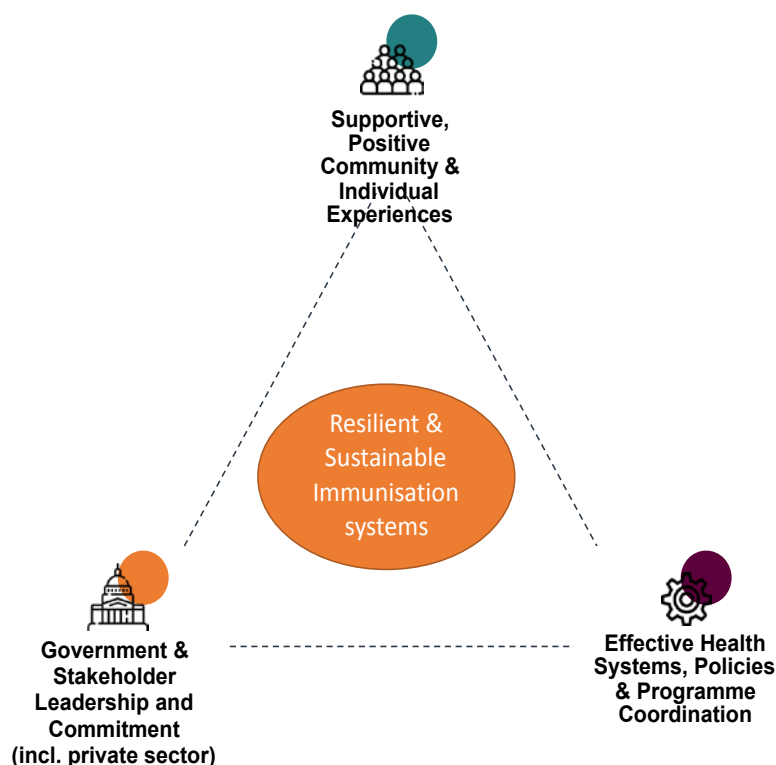 Supportive,
Positive
Community &
Individual
Experiences
Resilient &
Sustainable
Immunisation
systems
Government &
Stakeholder
Leadership and
Commitment
(incl. private sector)
Effective Health
Systems, Policies
& Programme
Coordination